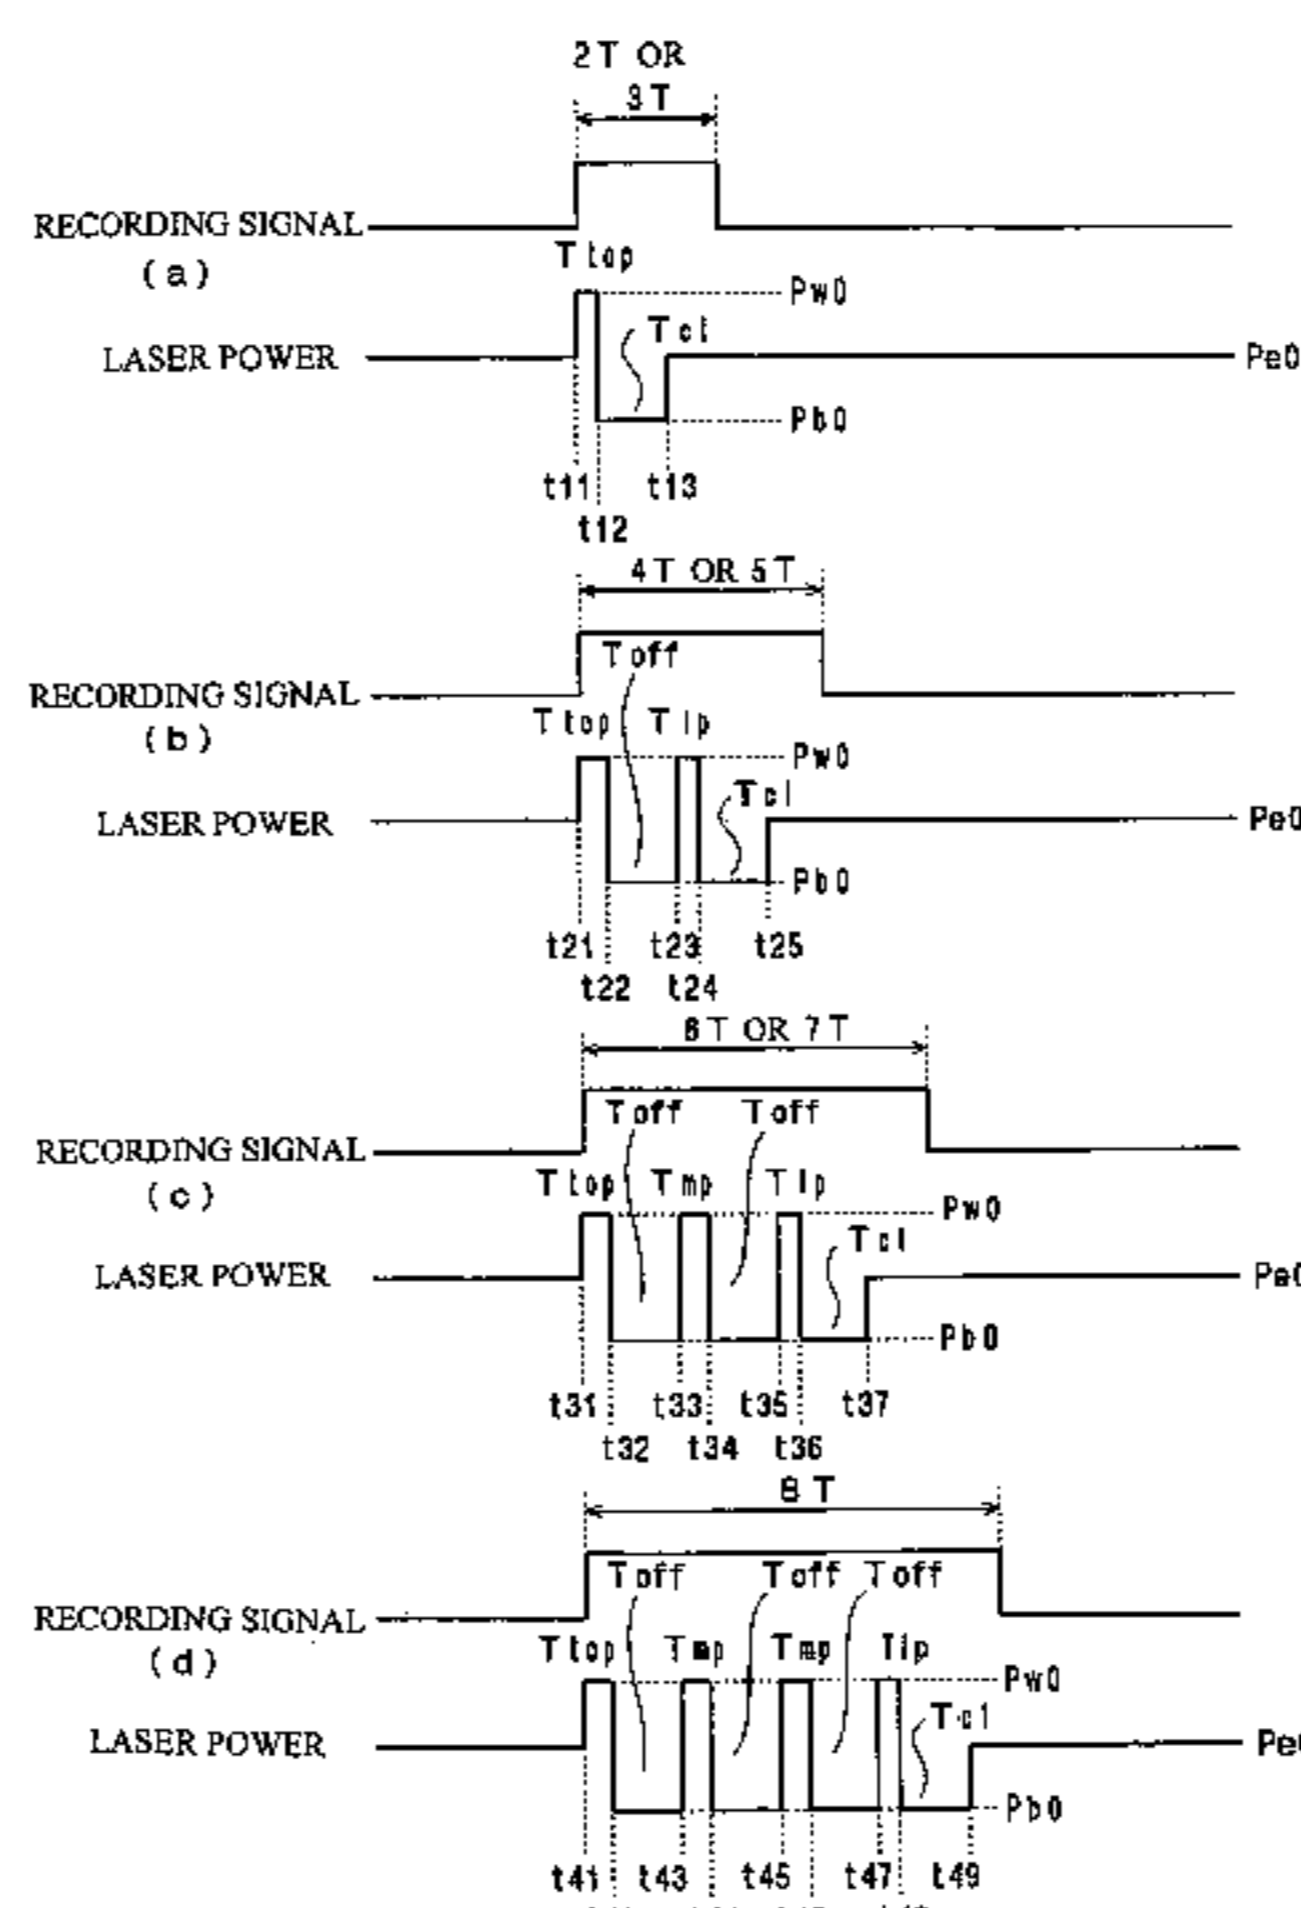 2T OR
3T
RECORDING SIGNAL
(a)
Ttop
Pw0
Tcl
LASER POWER
Pe0
Pb0
t11
t13
t12
4T OR 5T
Toff
RECORDING SIGNAL
(b)
Ttop
Tlp
Pw0
Tcl
LASER POWER
Pe0
Pb0
t21
t23
t25
t22
t24
6T OR 7T
Toff
Toff
RECORDING SIGNAL
(c)
Ttop
Tmp
Tlp
Pw0
Tcl
LASER POWER
Pe0
Pb0
t31
t33
t35
t37
t32
t34
t36
8T
Toff
Toff
Toff
RECORDING SIGNAL
(d)
Ttop
Tmp
Tmp
Tlp
Pw0
Tcl
LASER POWER
Pb0
t41
t43
t45
t47
t49